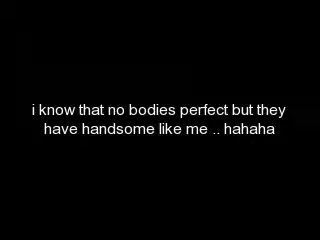 i know that no bodies perfect but they
have handsome like me .. hahaha